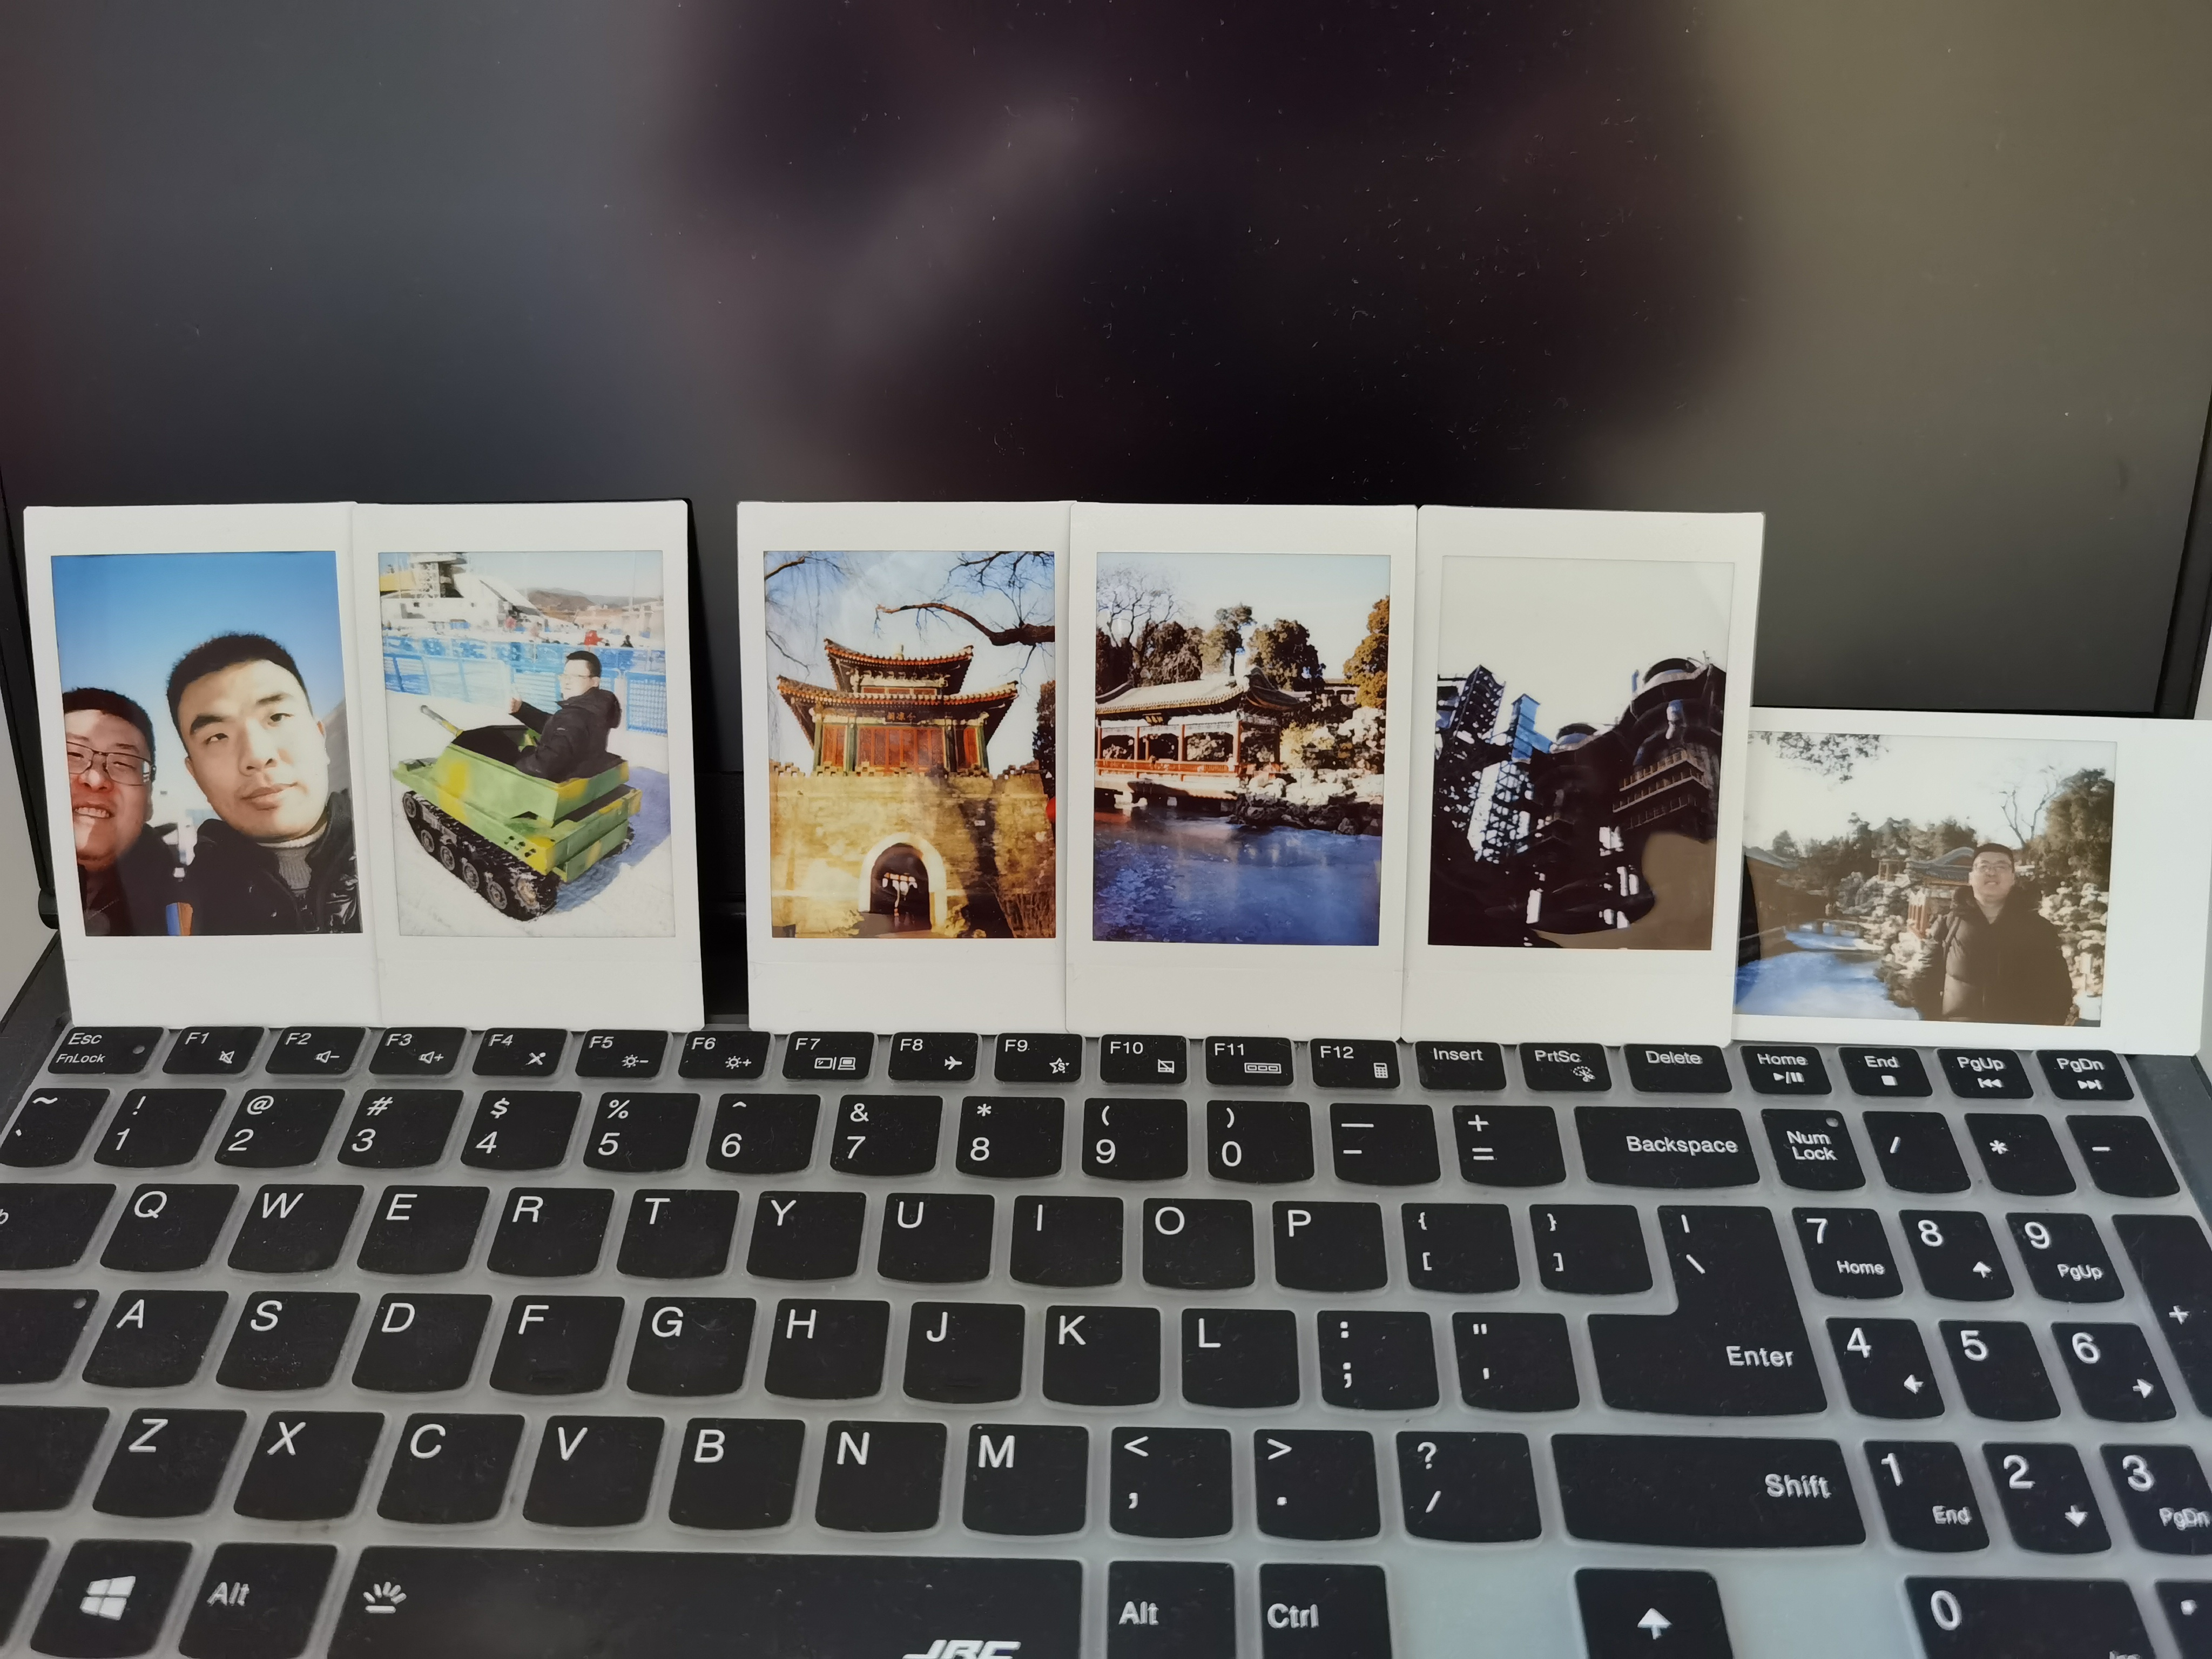 Esc F1 F2 F3 F4 F5 F6 F7 F8 F9 F10 F11 F12 Insert PrtSc Delete Home End PgUp PgDn
FnLock
~ ! @ # $ % ^ & * ( ) — +
` 1 2 3 4 5 6 7 8 9 0 - = Backspace Num Lock / * -
Q W E R T Y U I O P { [ } ] | \ 7 Home 8 9 PgUp
A S D F G H J K L : ; " ' Enter 4 5 6 +
Z X C V B N M < , > . ? / Shift 1 End 2 3 PgDn
Alt Alt Ctrl 0 .